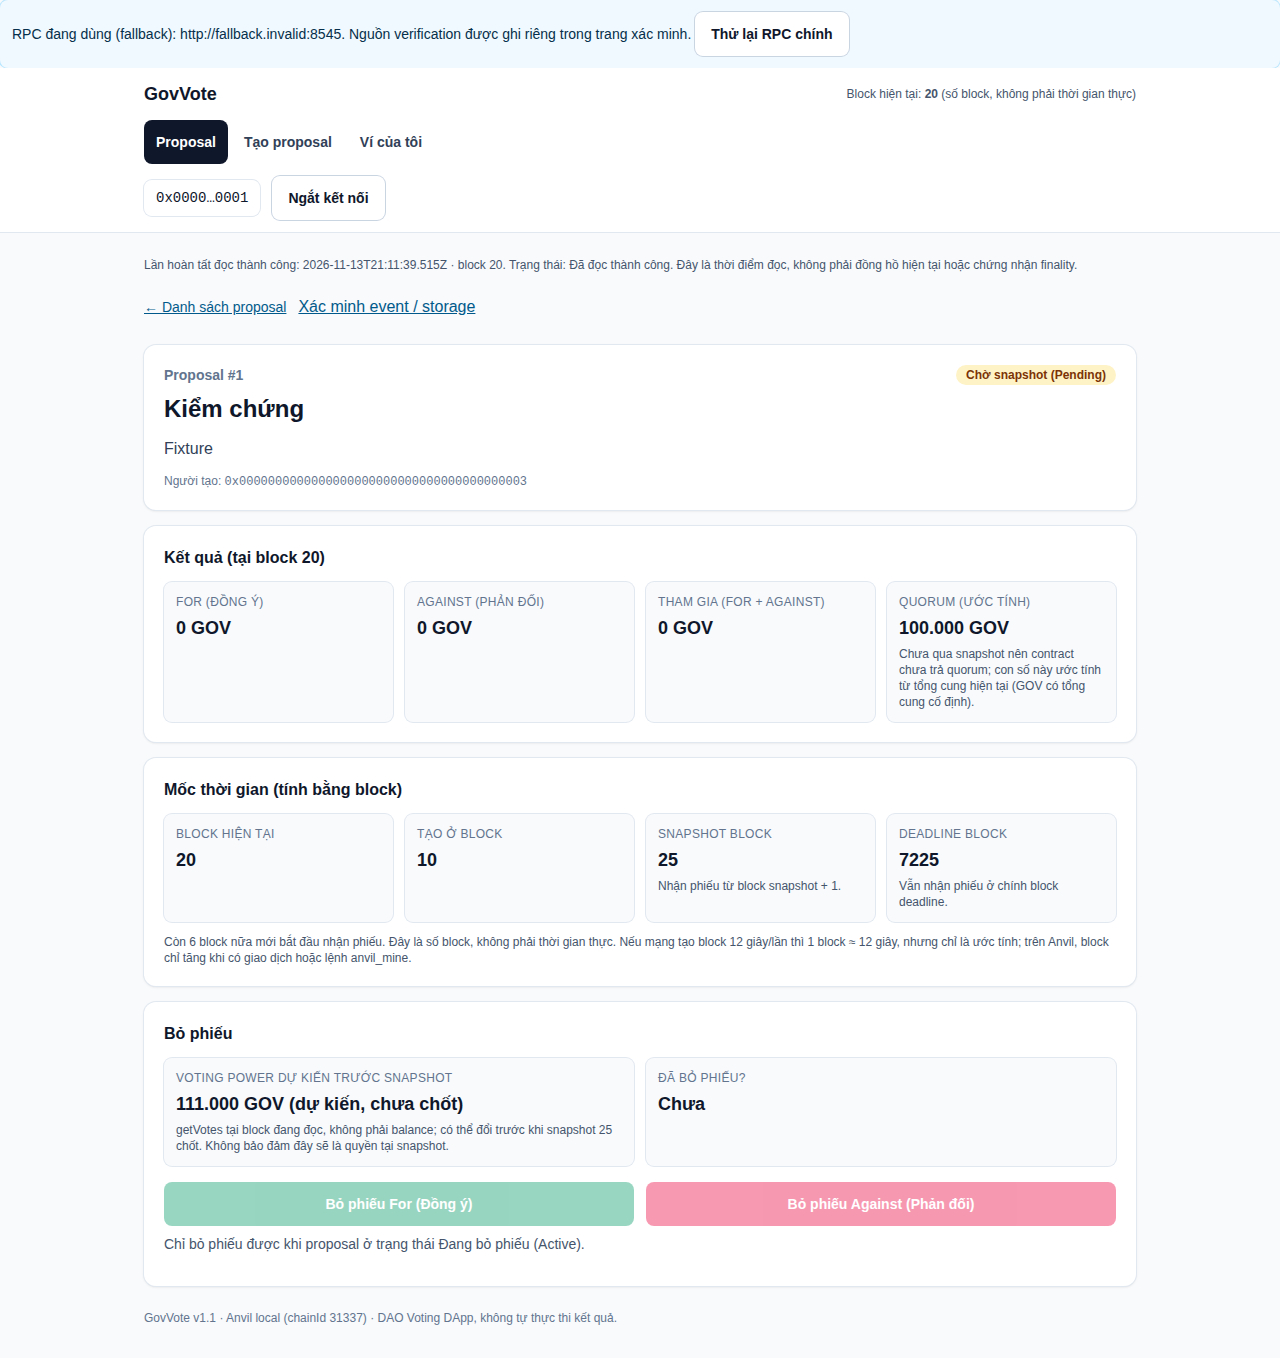 RPC đang dùng (fallback): http://fallback.invalid:8545. Nguồn verification được ghi riêng trong trang xác minh. Thử lại RPC chính
GovVote
Block hiện tại: 20 (số block, không phải thời gian thực)
Proposal Tạo proposal Ví của tôi
0x0000…0001 Ngắt kết nối
Lần hoàn tất đọc thành công: 2026-11-13T21:11:39.515Z · block 20. Trạng thái: Đã đọc thành công. Đây là thời điểm đọc, không phải đồng hồ hiện tại hoặc chứng nhận finality.
← Danh sách proposal Xác minh event / storage
Proposal #1
Chờ snapshot (Pending)
Kiểm chứng
Fixture
Người tạo: 0x0000000000000000000000000000000000000003
Kết quả (tại block 20)
FOR (ĐỒNG Ý)
0 GOV
AGAINST (PHẢN ĐỐI)
0 GOV
THAM GIA (FOR + AGAINST)
0 GOV
QUORUM (ƯỚC TÍNH)
100.000 GOV
Chưa qua snapshot nên contract
chưa trả quorum; con số này ước tính
từ tổng cung hiện tại (GOV có tổng
cung cố định).
Mốc thời gian (tính bằng block)
BLOCK HIỆN TẠI
20
TẠO Ở BLOCK
10
SNAPSHOT BLOCK
25
Nhận phiếu từ block snapshot + 1.
DEADLINE BLOCK
7225
Vẫn nhận phiếu ở chính block
deadline.
Còn 6 block nữa mới bắt đầu nhận phiếu. Đây là số block, không phải thời gian thực. Nếu mạng tạo block 12 giây/lần thì 1 block ≈ 12 giây, nhưng chỉ là ước tính; trên Anvil, block
chỉ tăng khi có giao dịch hoặc lệnh anvil_mine.
Bỏ phiếu
VOTING POWER DỰ KIẾN TRƯỚC SNAPSHOT
111.000 GOV (dự kiến, chưa chốt)
getVotes tại block đang đọc, không phải balance; có thể đổi trước khi snapshot 25
chốt. Không bảo đảm đây sẽ là quyền tại snapshot.
ĐÃ BỎ PHIẾU?
Chưa
Bỏ phiếu For (Đồng ý)
Bỏ phiếu Against (Phản đối)
Chỉ bỏ phiếu được khi proposal ở trạng thái Đang bỏ phiếu (Active).
GovVote v1.1 · Anvil local (chainId 31337) · DAO Voting DApp, không tự thực thi kết quả.